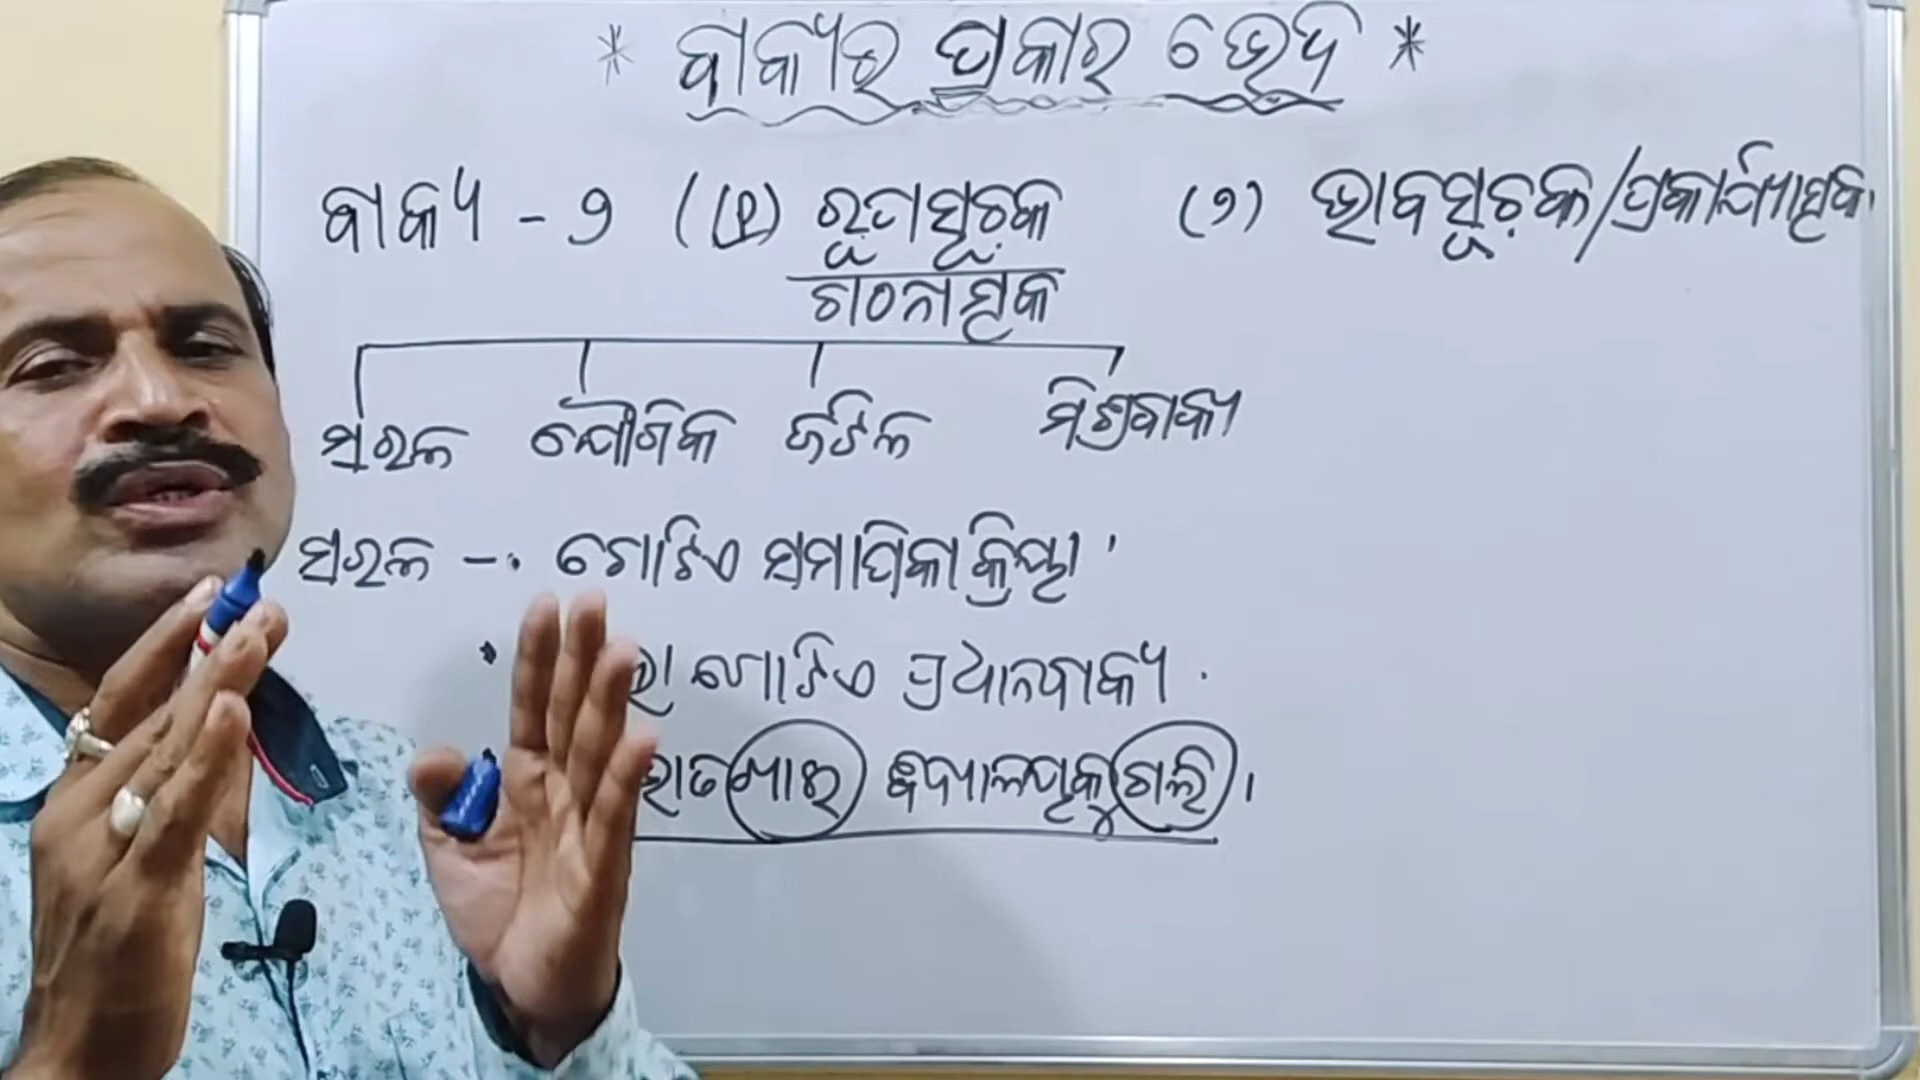 * ବାକ୍ୟର ପ୍ରକାର ଭେଦ *
ବାକ୍ୟ - ୨ (୧) ରୂପସୂଚକ (୨) ଭାବସୂଚକ/ପ୍ରକାର୍ଯ୍ୟାତ୍ମକ
ଗଠନାତ୍ମକ
ସରଳ ଯୌଗିକ ଜଟିଳ ମିଶ୍ରବାକ୍ୟ
ସରଳ - ଗୋଟିଏ ସମାପିକା କ୍ରିୟା
ଗୋଟିଏ ପ୍ରଧାନବାକ୍ୟ
ଭାତ ଖାଇ ବିଦ୍ୟାଳୟକୁ ଗଲି ।